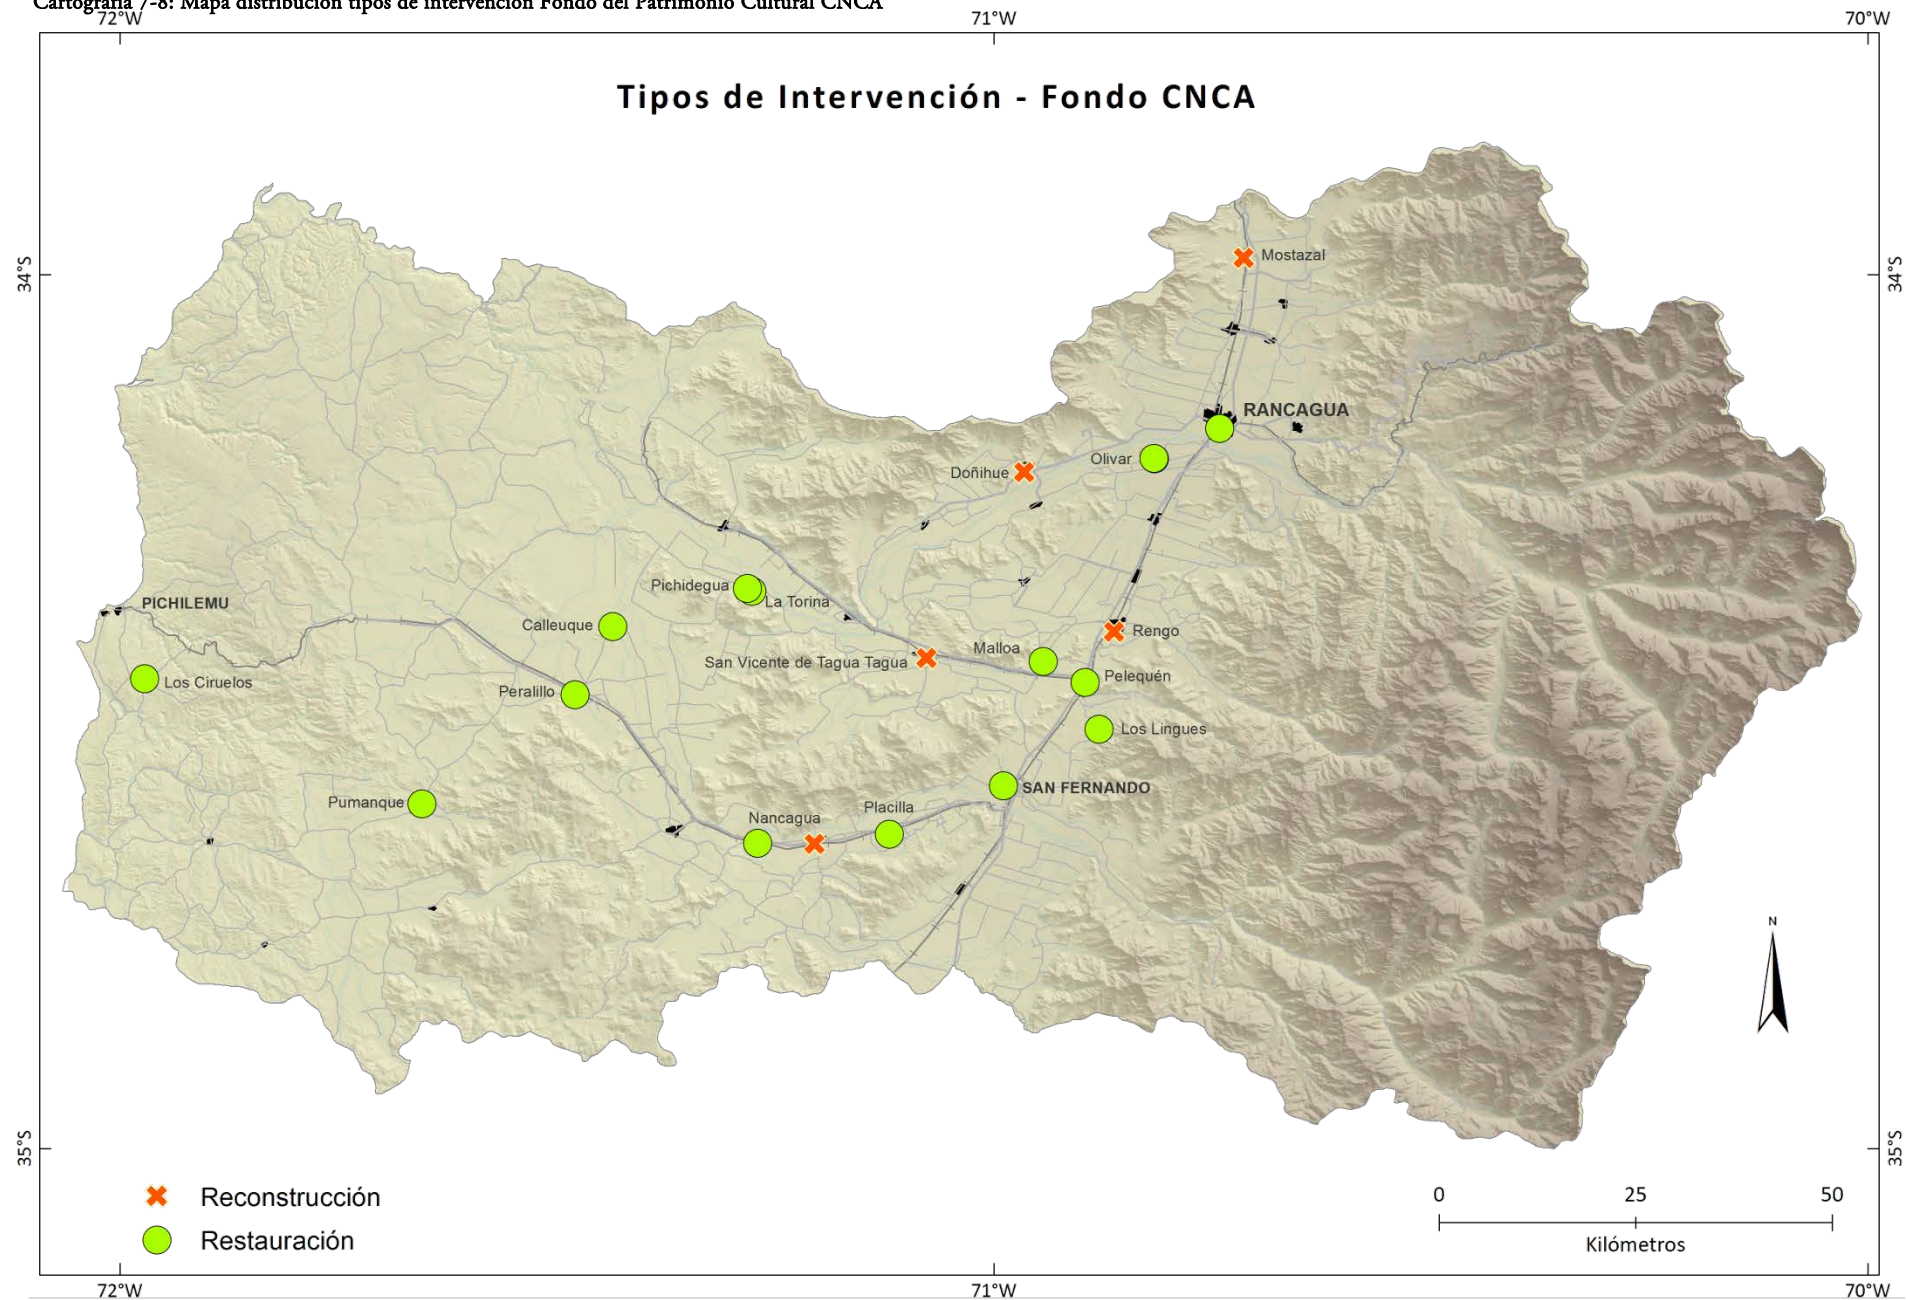 Cartografía 7-8: Mapa distribución tipos de intervención Fondo del Patrimonio Cultural CNCA
72°W
71°W
70°W
Tipos de Intervención - Fondo CNCA
34°S
34°S
Mostazal
RANCAGUA
Olivar
Doñihue
Pichidegua
La Torina
PICHILEMU
Calleuque
Rengo
Malloa
San Vicente de Tagua Tagua
Pelequén
Los Ciruelos
Peralillo
Los Lingues
SAN FERNANDO
Pumanque
Placilla
Nancagua
N
35°S
35°S
Reconstrucción
Restauración
0 25 50
Kilómetros
72°W
71°W
70°W